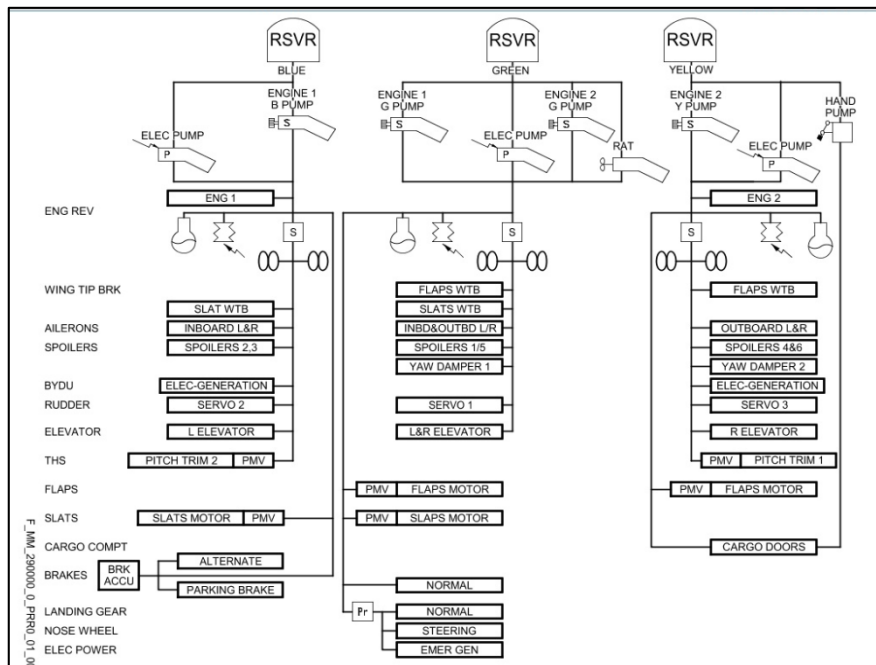 RSVR RSVR RSVR
BLUE GREEN YELLOW
ENGINE 1 ENGINE 1 ENGINE 2 ENGINE 2
B PUMP G PUMP G PUMP Y PUMP HAND
PUMP
S S S S
ELEC PUMP ELEC PUMP RAT ELEC PUMP
P P P
ENG 1 ENG 2
ENG REV
S S S
WING TIP BRK FLAPS WTB FLAPS WTB
SLAT WTB SLATS WTB
AILERONS INBOARD L&R INBD&OUTBD L/R OUTBOARD L&R
SPOILERS SPOILERS 2,3 SPOILERS 1/5 SPOILERS 4&6
YAW DAMPER 1 YAW DAMPER 2
BYDU ELEC-GENERATION ELEC-GENERATION
RUDDER SERVO 2 SERVO 1 SERVO 3
ELEVATOR L ELEVATOR L&R ELEVATOR R ELEVATOR
THS PITCH TRIM 2 PMV PMV PITCH TRIM 1
FLAPS PMV FLAPS MOTOR PMV FLAPS MOTOR
SLATS SLATS MOTOR PMV PMV SLAPS MOTOR
CARGO COMPT CARGO DOORS
BRAKES BRK ACCU ALTERNATE
PARKING BRAKE NORMAL
LANDING GEAR Pr NORMAL
NOSE WHEEL STEERING
ELEC POWER EMER GEN
F_MM_290000_0_PRR0_01_00